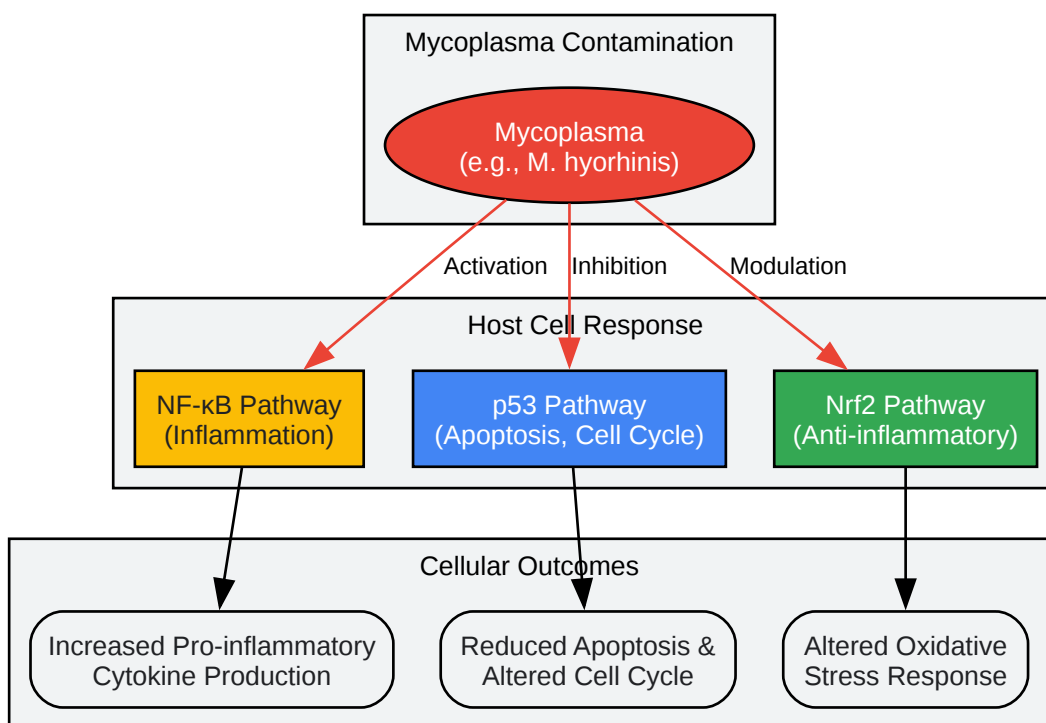 Mycoplasma Contamination
Mycoplasma
(e.g., M. hyorhinis)
Activation
Inhibition
Modulation
Host Cell Response
NF-κB Pathway
(Inflammation)
p53 Pathway
(Apoptosis, Cell Cycle)
Nrf2 Pathway
(Anti-inflammatory)
Cellular Outcomes
Increased Pro-inflammatory
Cytokine Production
Reduced Apoptosis &
Altered Cell Cycle
Altered Oxidative
Stress Response